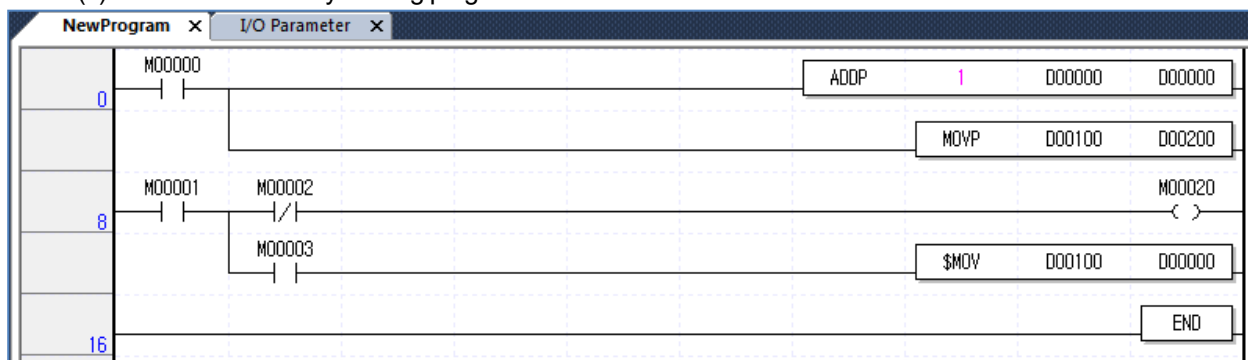 NewProgram X I/O Parameter X
M00000
0 ADDP 1 D00000 D00000
MOVP D00100 D00200
M00001 M00002 M00020
8
M00003
$MOV D00100 D00000
END
16